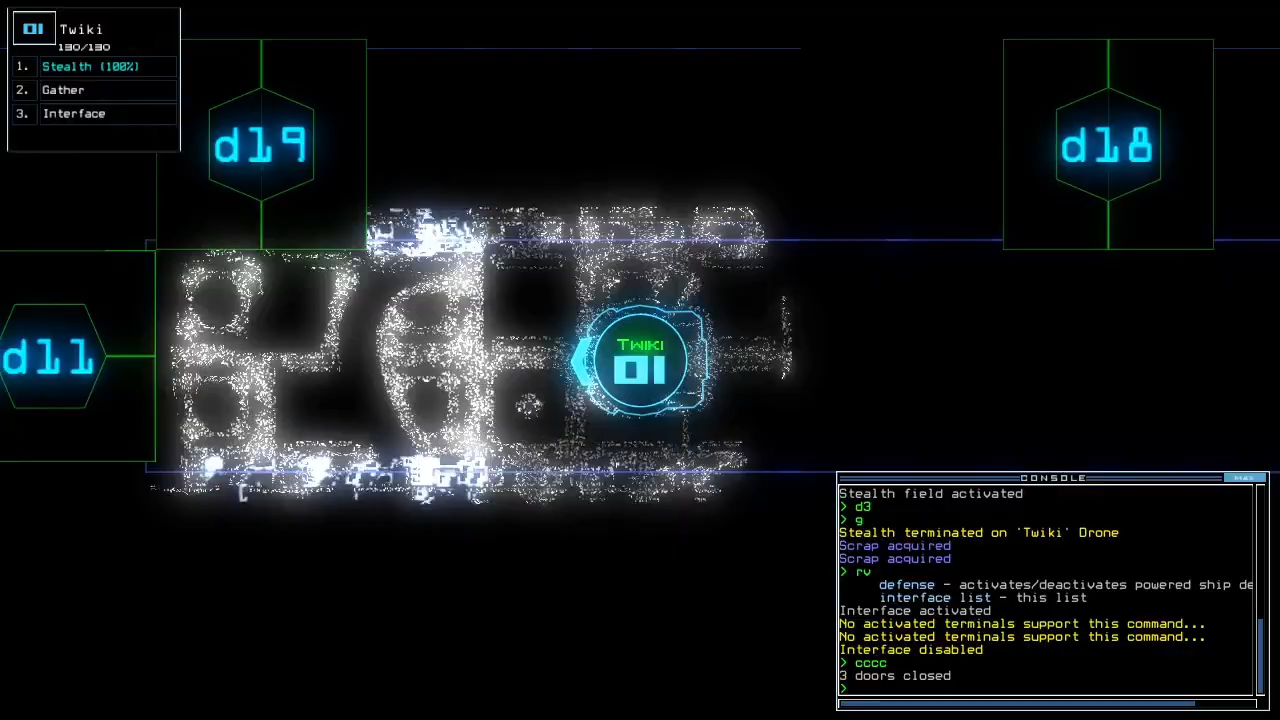 01 Twiki
130/130
1. Stealth (100%)
2. Gather
3. Interface
d19
d18
d11
TWIKI
01
CONSOLE
MAX
Stealth field activated
> d3
> g
Stealth terminated on 'Twiki' Drone
Scrap acquired
Scrap acquired
> rv
defense - activates/deactivates powered ship de
interface list - this list
Interface activated
No activated terminals support this command...
No activated terminals support this command...
Interface disabled
> cccc
3 doors closed
>